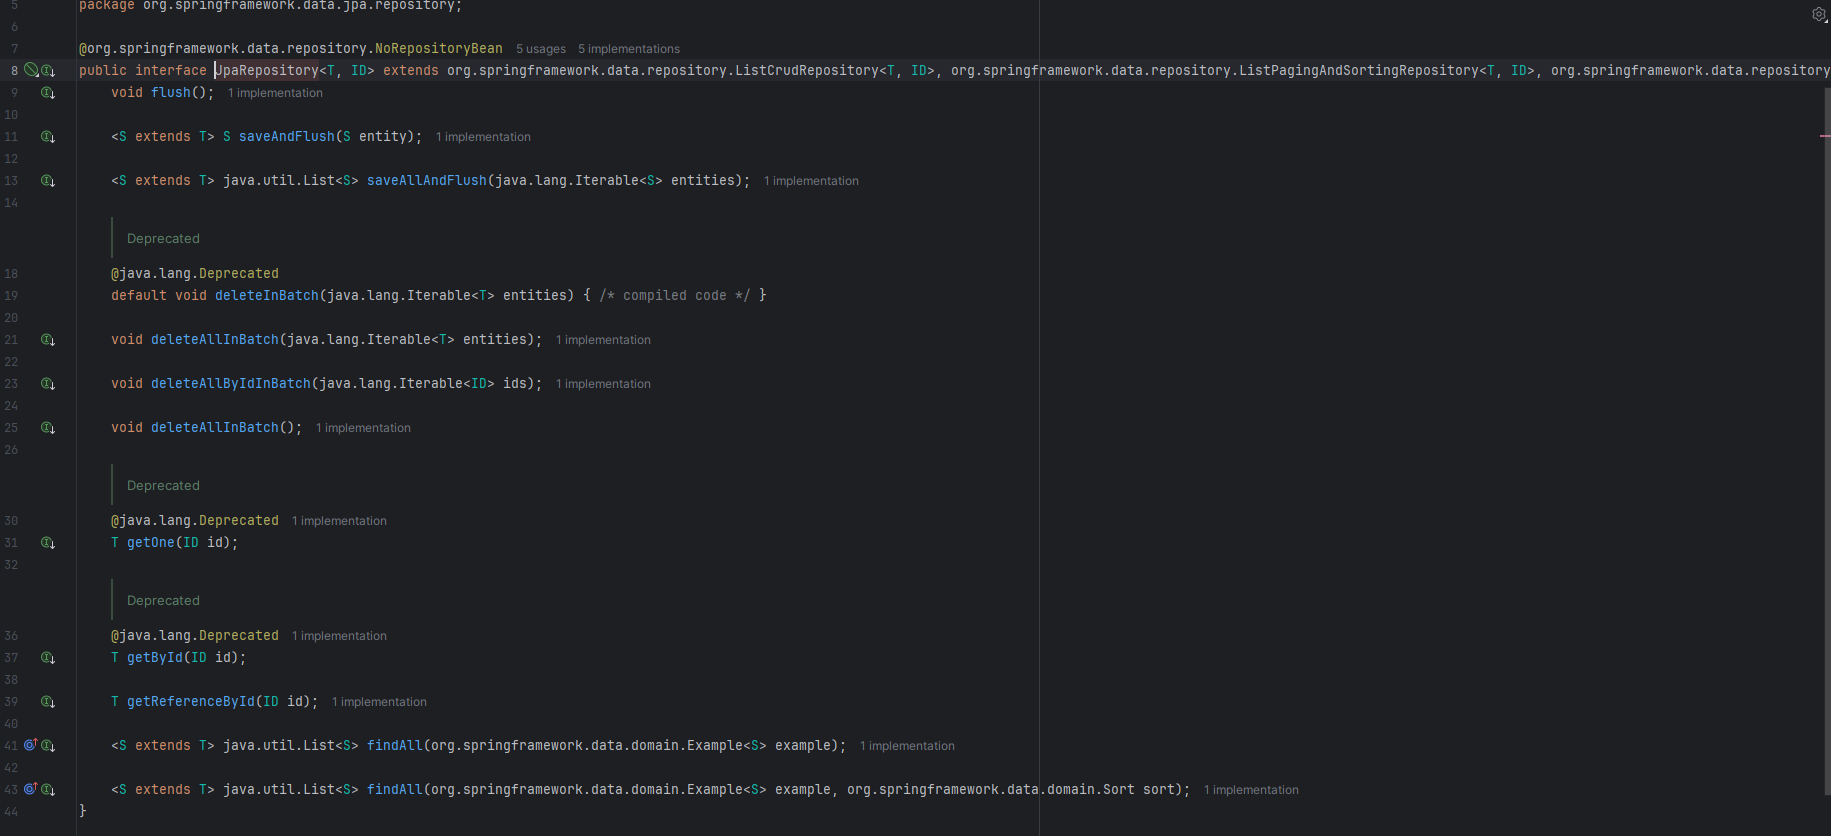 5 package org.springframework.data.jpa.repository;
6
7 @org.springframework.data.repository.NoRepositoryBean 5 usages 5 implementations
8 public interface JpaRepository<T, ID> extends org.springframework.data.repository.ListCrudRepository<T, ID>, org.springframework.data.repository.ListPagingAndSortingRepository<T, ID>, org.springframework.data.repository
9 void flush(); 1 implementation
10
11 <S extends T> S saveAndFlush(S entity); 1 implementation
12
13 <S extends T> java.util.List<S> saveAllAndFlush(java.lang.Iterable<S> entities); 1 implementation
14
Deprecated
18 @java.lang.Deprecated
19 default void deleteInBatch(java.lang.Iterable<T> entities) { /* compiled code */ }
20
21 void deleteAllInBatch(java.lang.Iterable<T> entities); 1 implementation
22
23 void deleteAllByIdInBatch(java.lang.Iterable<ID> ids); 1 implementation
24
25 void deleteAllInBatch(); 1 implementation
26
Deprecated
30 @java.lang.Deprecated 1 implementation
31 T getOne(ID id);
32
Deprecated
36 @java.lang.Deprecated 1 implementation
37 T getById(ID id);
38
39 T getReferenceById(ID id); 1 implementation
40
41 <S extends T> java.util.List<S> findAll(org.springframework.data.domain.Example<S> example); 1 implementation
42
43 <S extends T> java.util.List<S> findAll(org.springframework.data.domain.Example<S> example, org.springframework.data.domain.Sort sort); 1 implementation
44 }